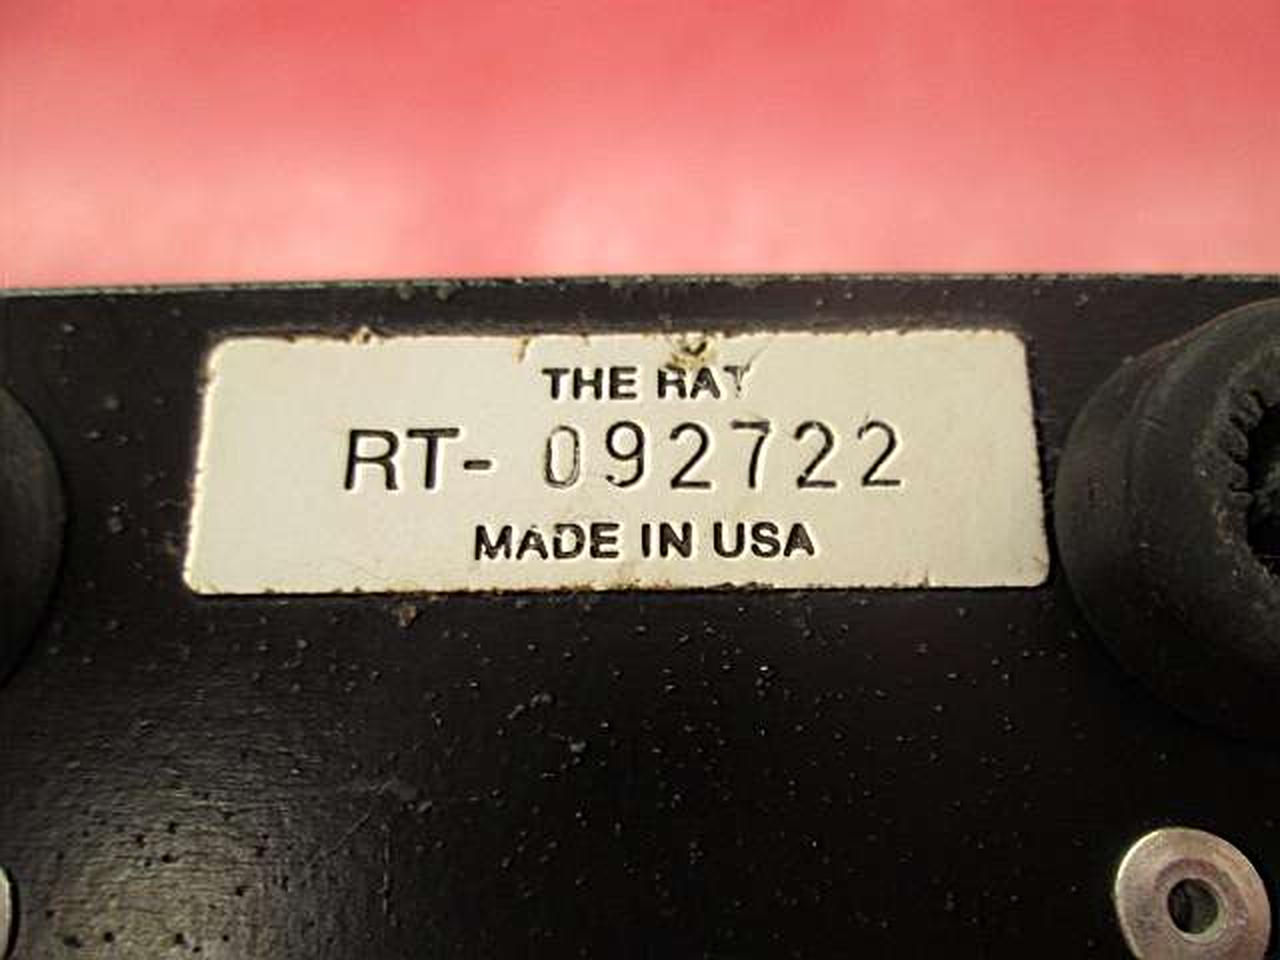 THE RAT
RT- 092722
MADE IN USA